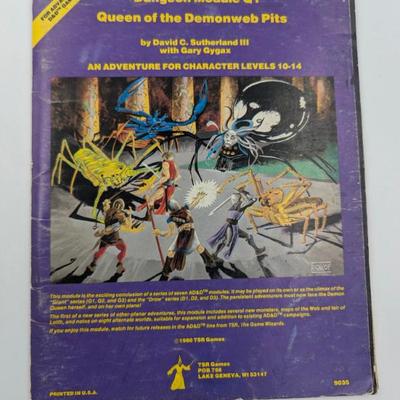 FOR ADVANCED
D&D™ GAME
Dungeon Module Q1
Queen of the Demonweb Pits
by David C. Sutherland III
with Gary Gygax
AN ADVENTURE FOR CHARACTER LEVELS 10-14
This module is the exciting conclusion of a series of seven AD&D™ modules. It may be played on its own or as the climax of the
"Giant" series (G1, G2, and G3) and the "Drow" series (D1, D2, and D3). The persistent adventurers must now face the Demon
Queen herself, and on her own plane!
The first of a new series of other-planar adventures, this module includes several new monsters, maps of the Web and lair of
Lolth, and notes on eight alternate worlds, suitable for expansion and addition to existing AD&D™ campaigns.
If you enjoy this module, watch for future releases in the AD&D™ line from TSR, The Game Wizards.
©1980 TSR Games
TSR Games
POB 756
LAKE GENEVA, WI 53147
PRINTED IN U.S.A.
9035